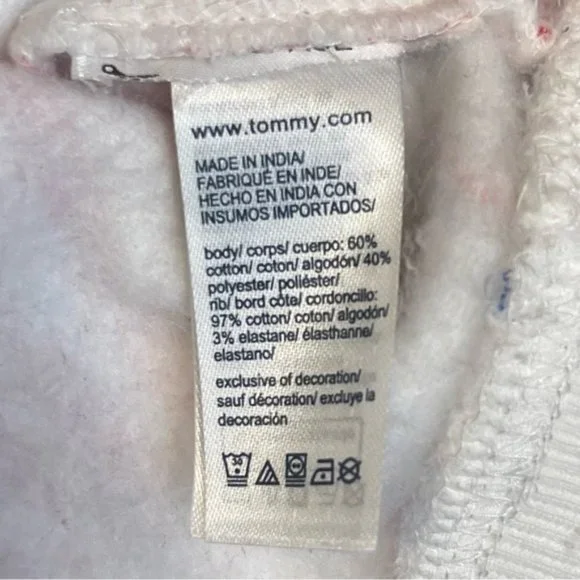 www.tommy.com
MADE IN INDIA/
FABRIQUÉ EN INDE/
HECHO EN INDIA CON
INSUMOS IMPORTADOS/
body/ corps/ cuerpo: 60%
cotton/ coton/ algodón/ 40%
polyester/ polyester/ poliéster/
rib/ bord côte/ cordoncillo:
97% cotton/ coton/ algodón/
3% elastane/ élasthanne/
elastano/
exclusive of decoration/
sauf décoration/ excluye la
decoración
30